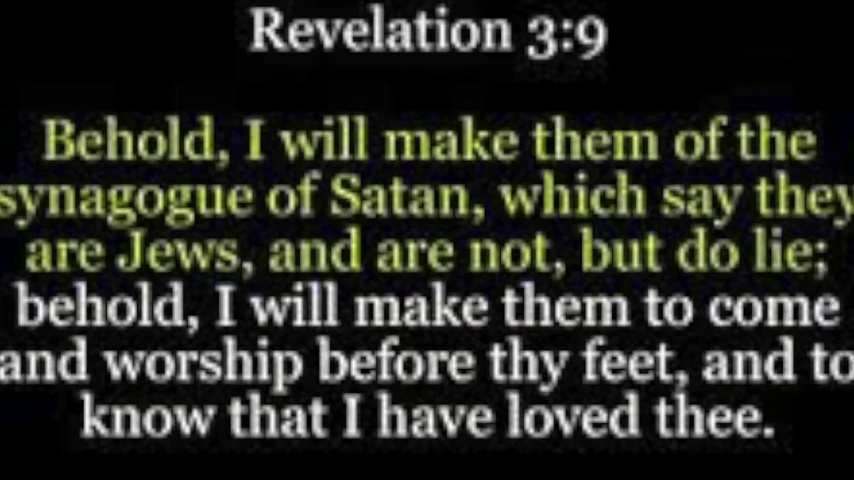 Revelation 3:9
Behold, I will make them of the
synagogue of Satan, which say they
are Jews, and are not, but do lie;
behold, I will make them to come
and worship before thy feet, and to
know that I have loved thee.